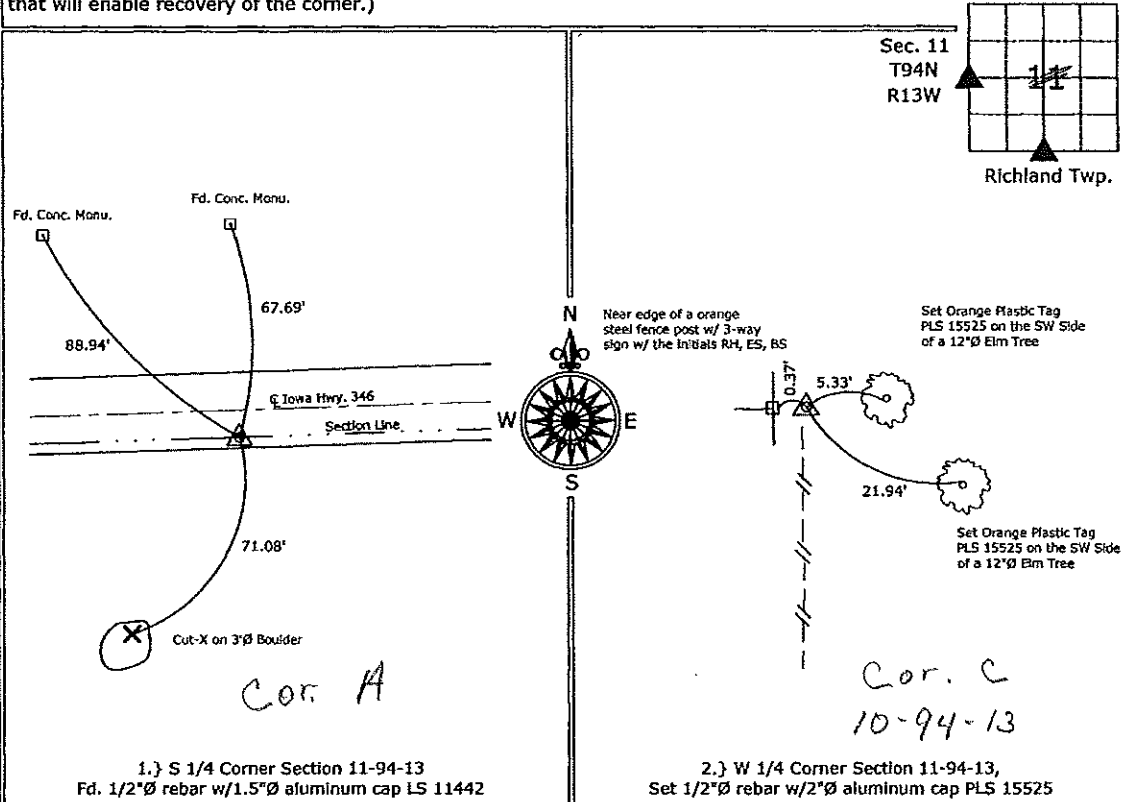 that will enable recovery of the corner.)
Sec. 11
T94N
R13W
11
Richland Twp.
Fd. Conc. Monu.
Fd. Conc. Monu.
67.69'
88.94'
℄ Iowa Hwy. 346
Section Line
71.08'
Cut-X on 3'Ø Boulder
Cor. A
1.} S 1/4 Corner Section 11-94-13
Fd. 1/2"Ø rebar w/1.5"Ø aluminum cap LS 11442
N
W
E
S
Near edge of a orange
steel fence post w/ 3-way
sign w/ the initials RH, ES, BS
Set Orange Plastic Tag
PLS 15525 on the SW Side
of a 12"Ø Elm Tree
0.37'
5.33'
21.94'
Set Orange Plastic Tag
PLS 15525 on the SW Side
of a 12"Ø Elm Tree
Cor. C
10-94-13
2.} W 1/4 Corner Section 11-94-13,
Set 1/2"Ø rebar w/2"Ø aluminum cap PLS 15525